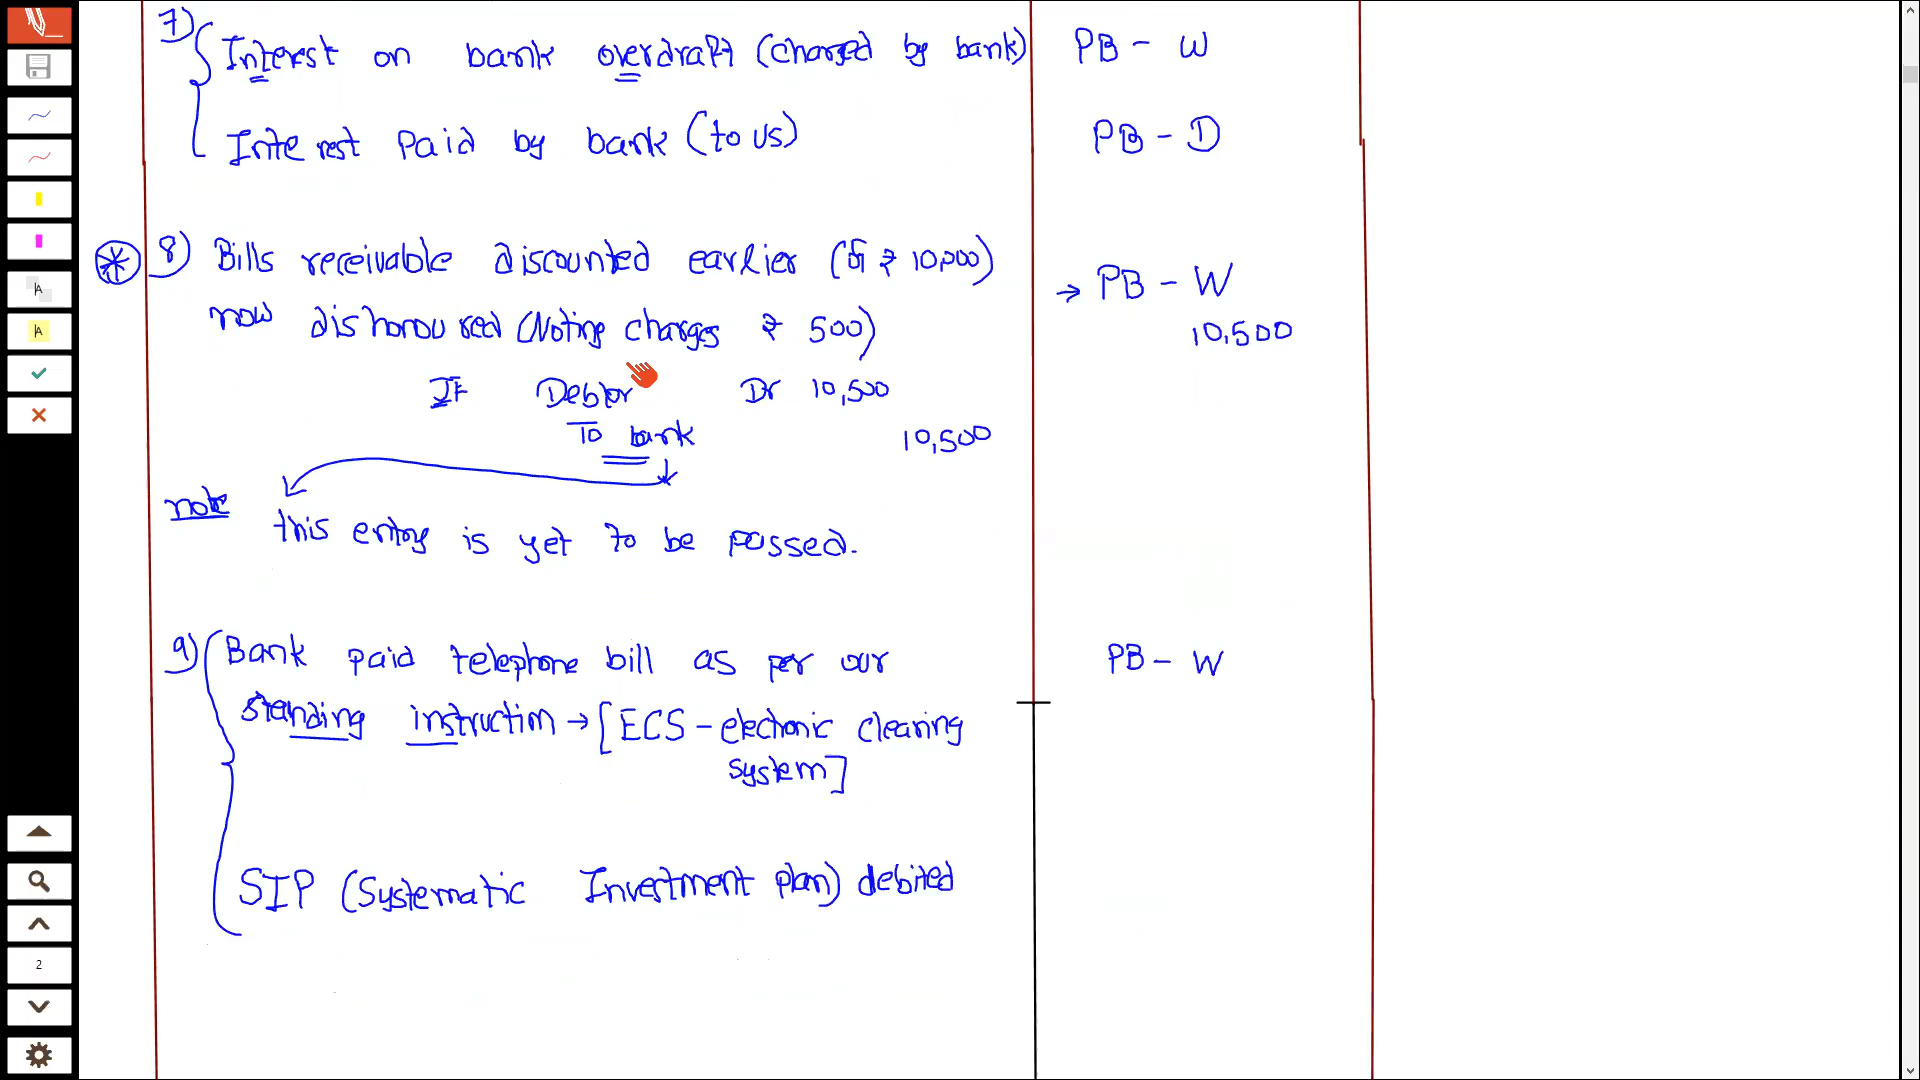 7) Interest on bank overdraft (charged by bank) PB - W
Interest Paid by bank (to us) PB - D
8) Bills receivable discounted earlier (of ₹ 10,000) → PB - W
now dishonoured (Noting charges ₹ 500) 10,500
If Debtor Dr 10,500
To bank 10,500
note
this entry is yet to be passed.
9) Bank paid telephone bill as per our PB - W
standing instruction → [ECS - electronic clearing
system]
SIP (Systematic Investment plan) debited
A
A
2